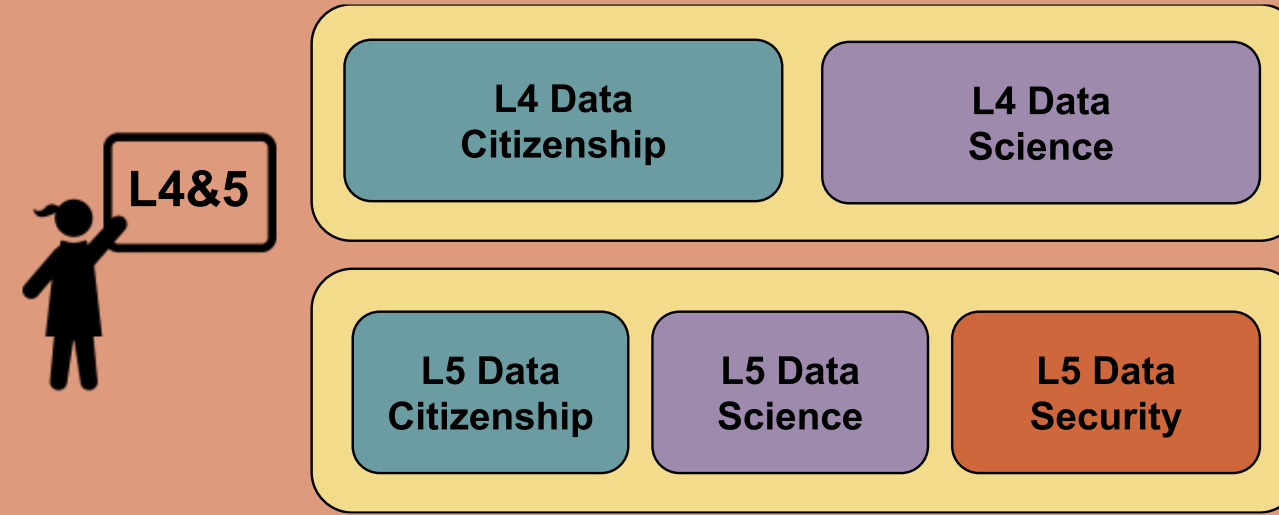 L4&5
L4 Data
Citizenship
L4 Data
Science
L5 Data
Citizenship
L5 Data
Science
L5 Data
Security